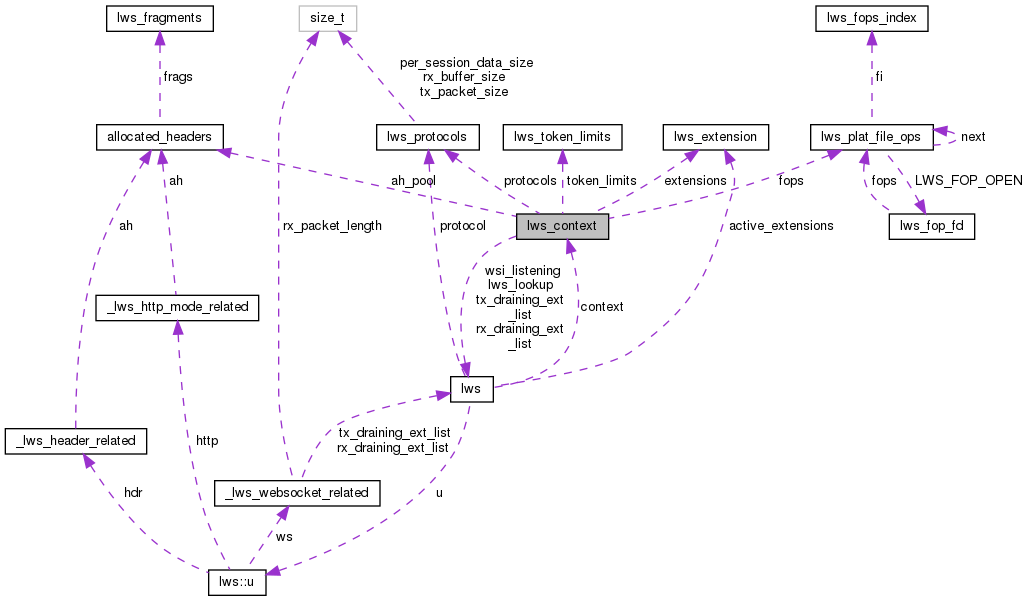 lws_fragments
size_t
lws_fops_index
frags
per_session_data_size
rx_buffer_size
tx_packet_size
fi
allocated_headers
lws_protocols
lws_token_limits
lws_extension
lws_plat_file_ops
next
ah
ah_pool
protocols
token_limits
extensions
fops
fops
LWS_FOP_OPEN
ah
rx_packet_length
protocol
lws_context
active_extensions
lws_fop_fd
wsi_listening
lws_lookup
tx_draining_ext
_list
rx_draining_ext
_list
context
_lws_http_mode_related
lws
_lws_header_related
http
tx_draining_ext_list
rx_draining_ext_list
hdr
_lws_websocket_related
u
ws
lws::u